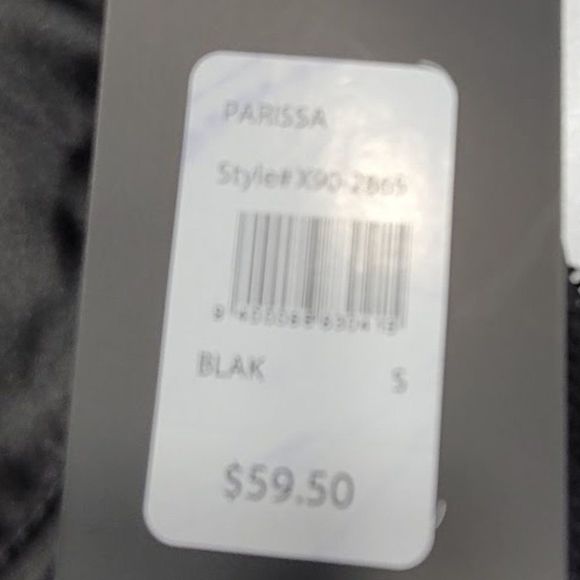 PARISSA
Style# X90-2865
BLAK S
$59.50